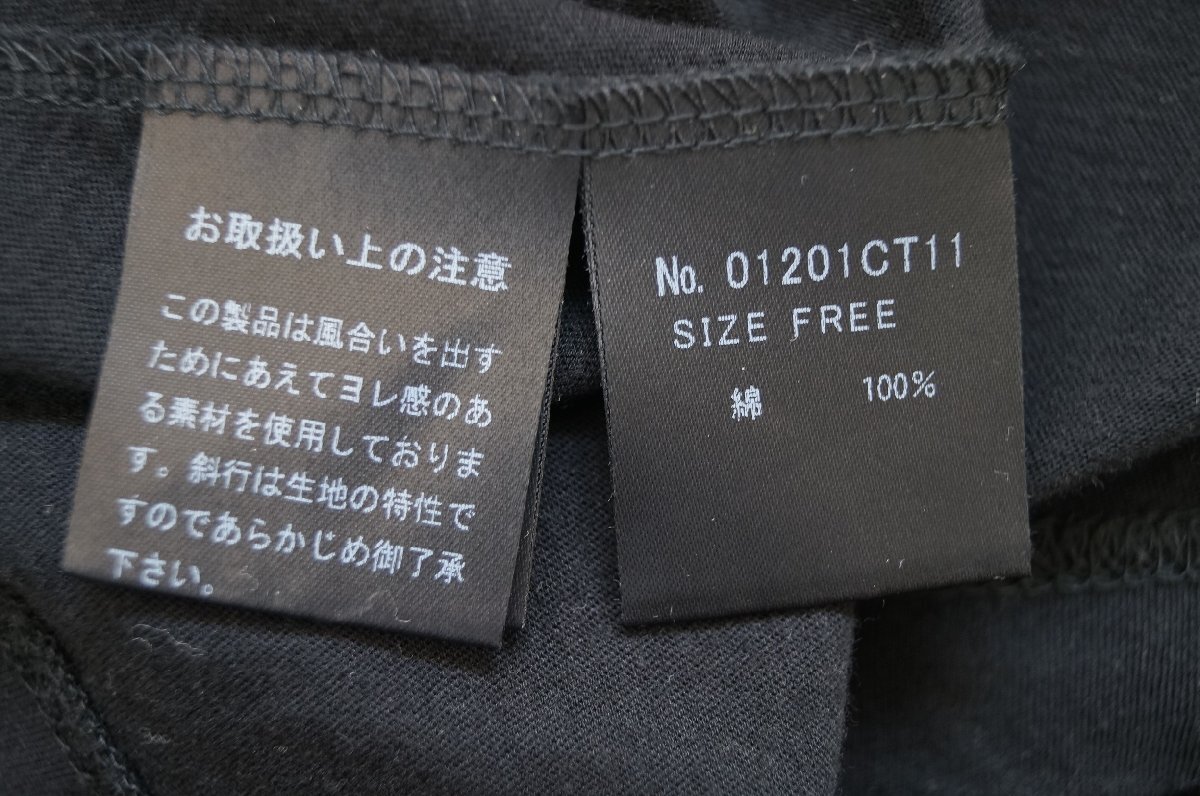 お取扱い上の注意
この製品は風合いを出す
ためにあえてヨレ感のあ
る素材を使用しておりま
す。斜行は生地の特性で
すのであらかじめ御了承
下さい。
No. 01201CT11
SIZE FREE
綿 100%